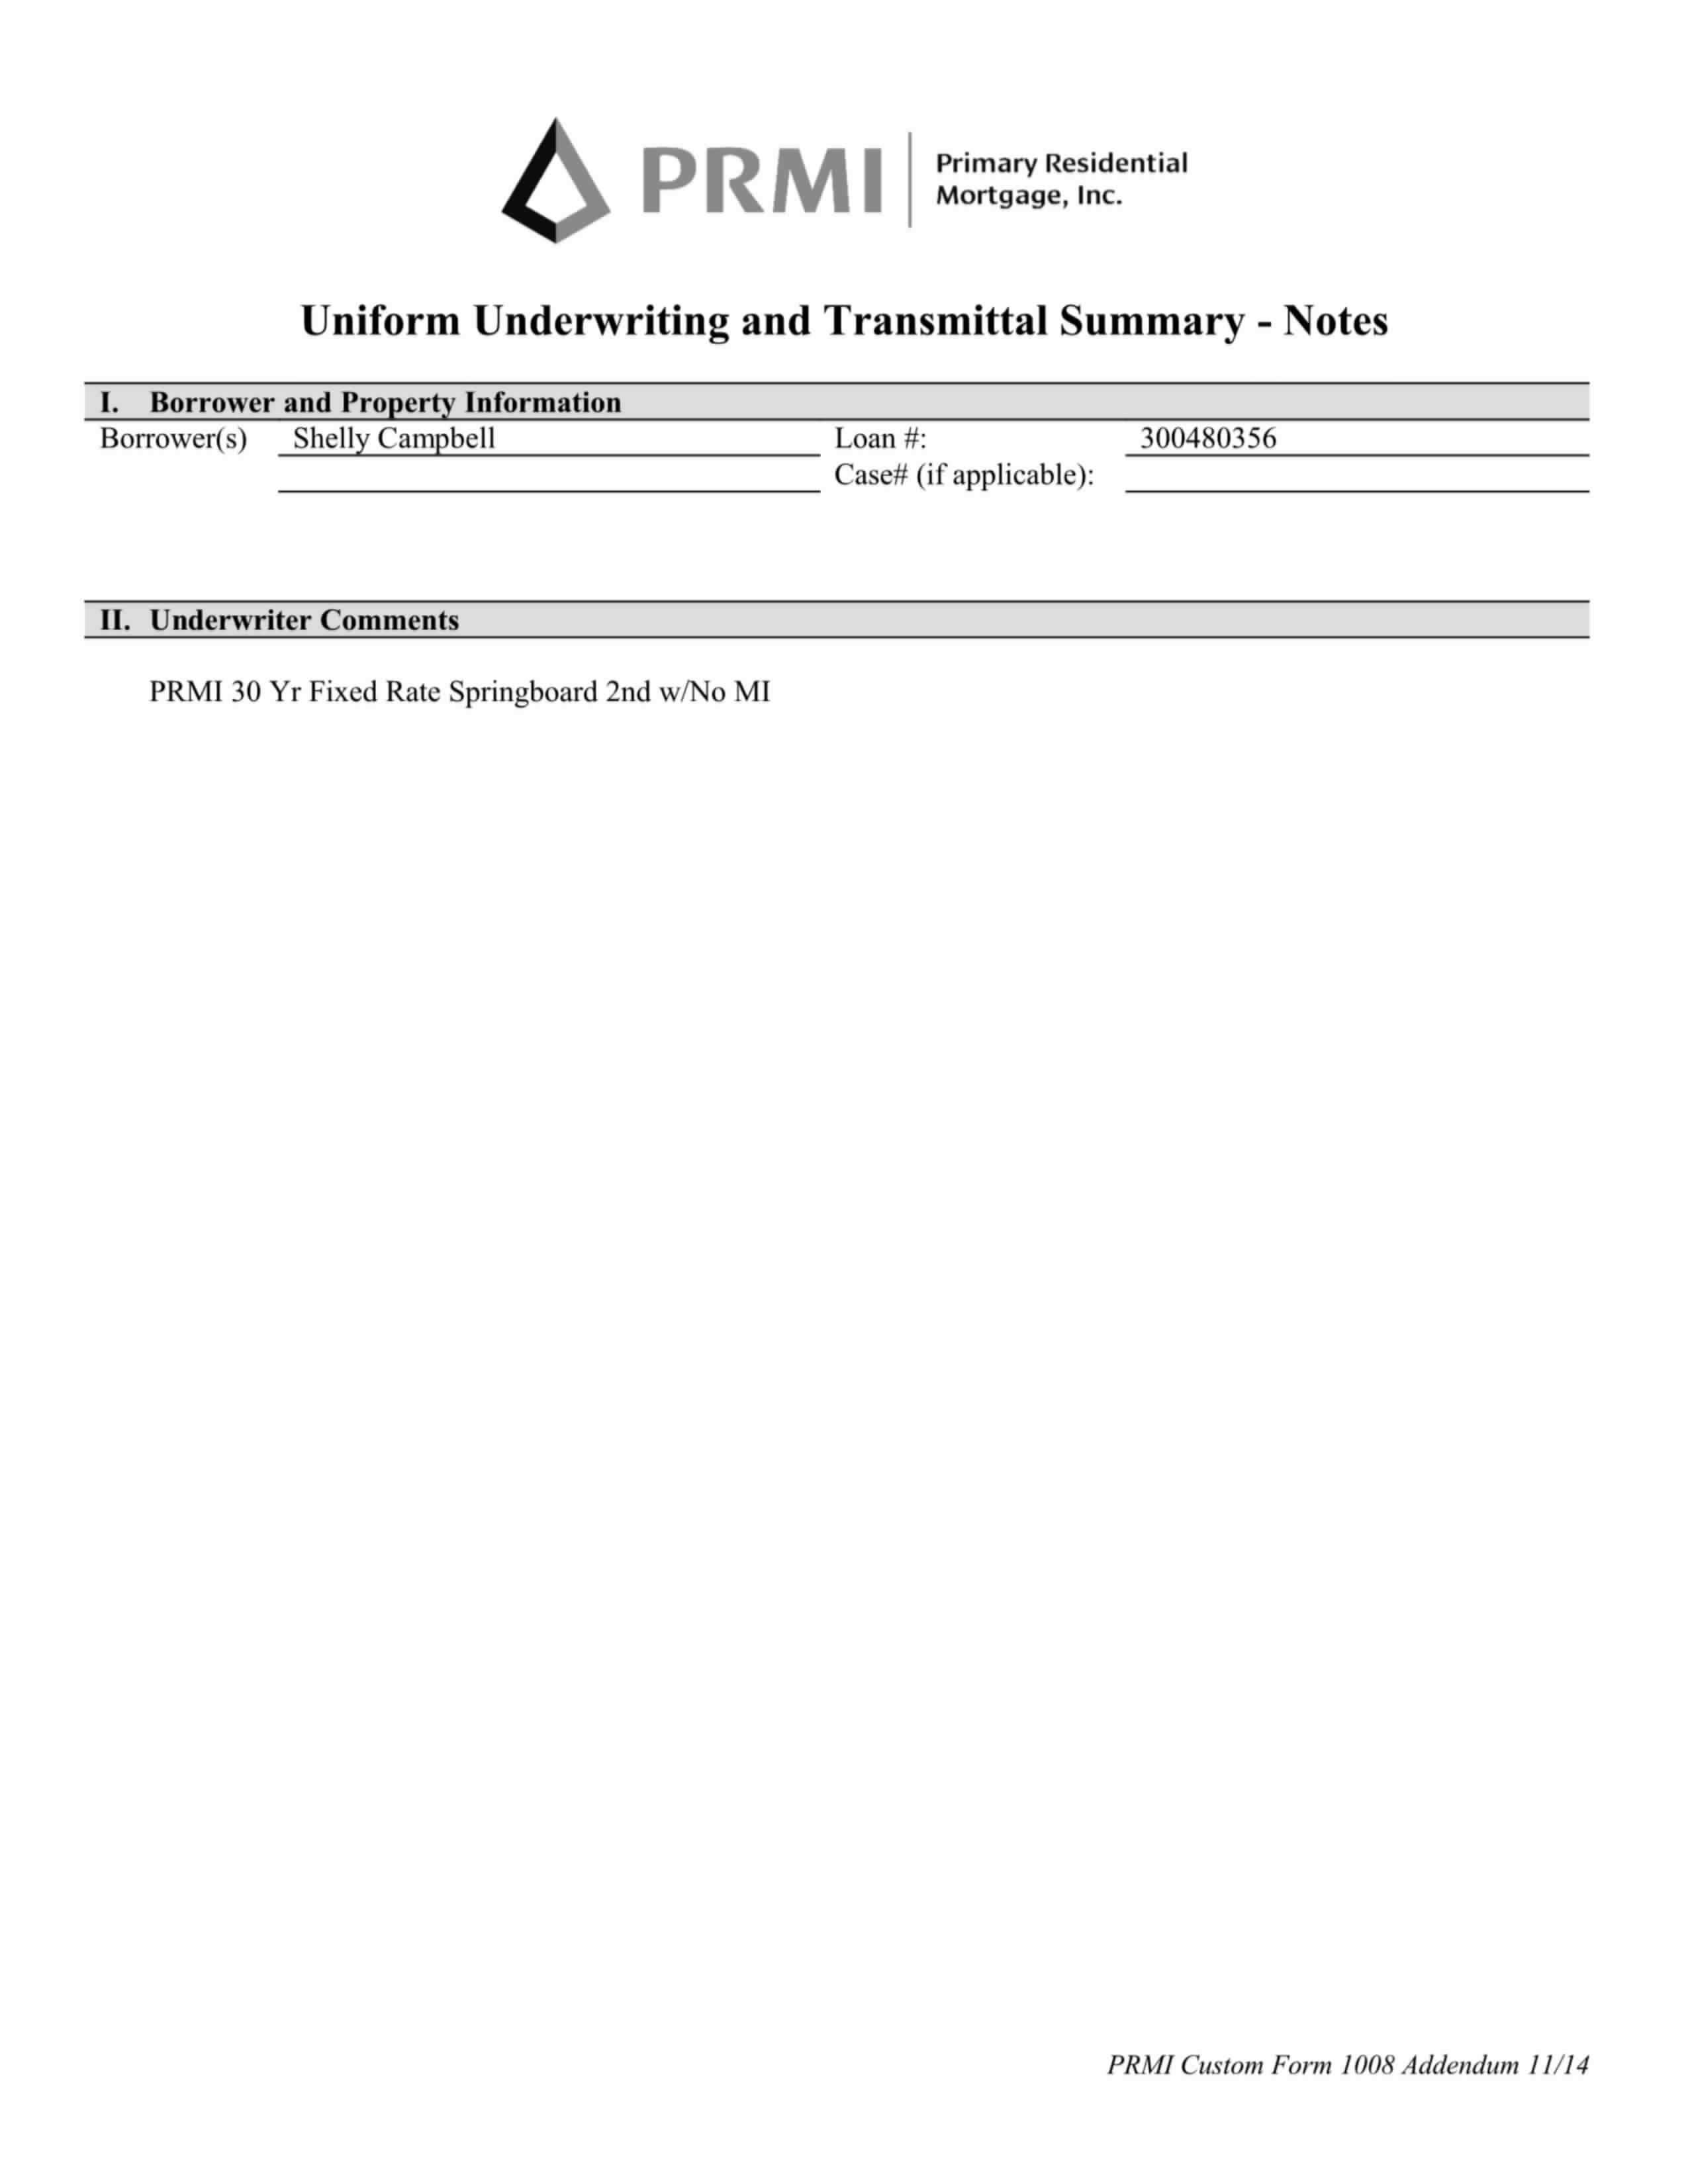 PRMI
Primary Residential
Mortgage, Inc.
Uniform Underwriting and Transmittal Summary - Notes
I. Borrower and Property Information
Borrower(s) Shelly Campbell Loan #: 300480356
Case# (if applicable):
II. Underwriter Comments
PRMI 30 Yr Fixed Rate Springboard 2nd w/No MI
PRMI Custom Form 1008 Addendum 11/14